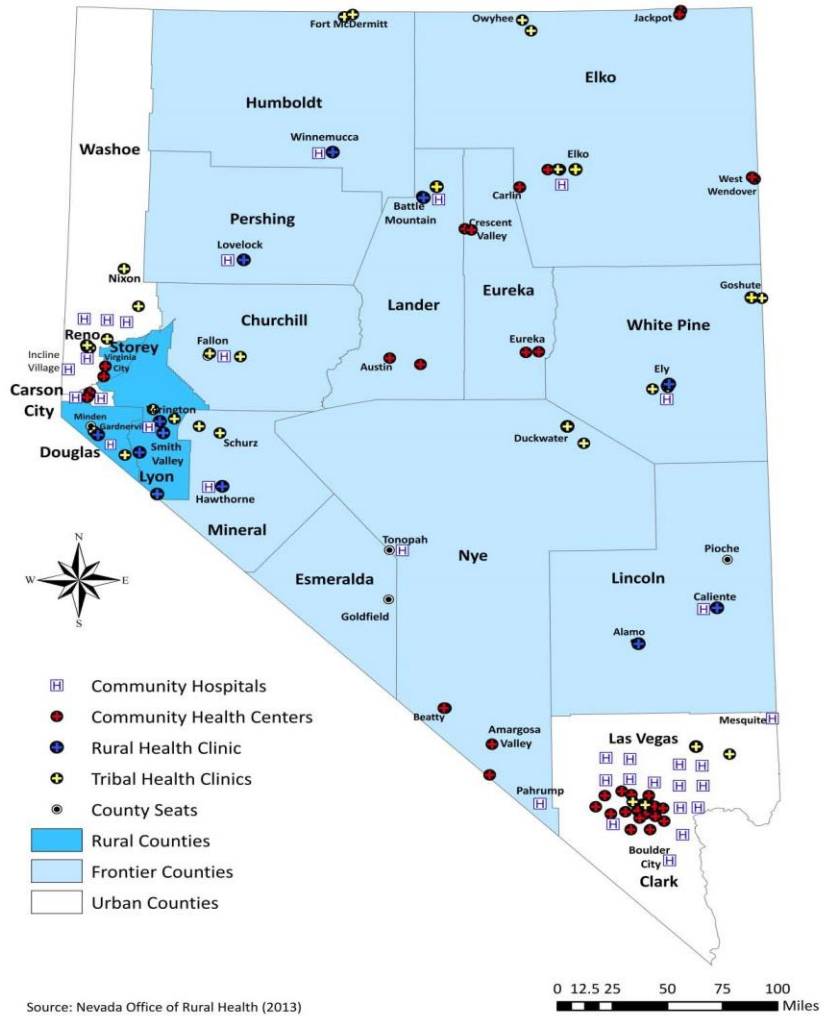 Fort McDermitt
Owyhee
Jackpot
Elko
Humboldt
Washoe
Winnemucca
Elko
West
Wendover
Carlin
Battle
Mountain
Crescent
Valley
Pershing
Lovelock
Nixon
Goshute
Churchill
Lander
Eureka
White Pine
Reno
Storey
Fallon
Eureka
Incline
Village
Virginia
City
Austin
Ely
Carson
City
Minden
Schurz
Duckwater
Douglas
Smith
Valley
Lyon
Hawthorne
Mineral
Tonopah
Nye
Pioche
Esmeralda
Lincoln
Goldfield
Caliente
Alamo
N
W
E
S
Beatty
Amargosa
Valley
Mesquite
Las Vegas
Pahrump
Boulder
City
Clark
H Community Hospitals
Community Health Centers
Rural Health Clinic
Tribal Health Clinics
County Seats
Rural Counties
Frontier Counties
Urban Counties
0 12.5 25 50 75 100
Miles
Source: Nevada Office of Rural Health (2013)